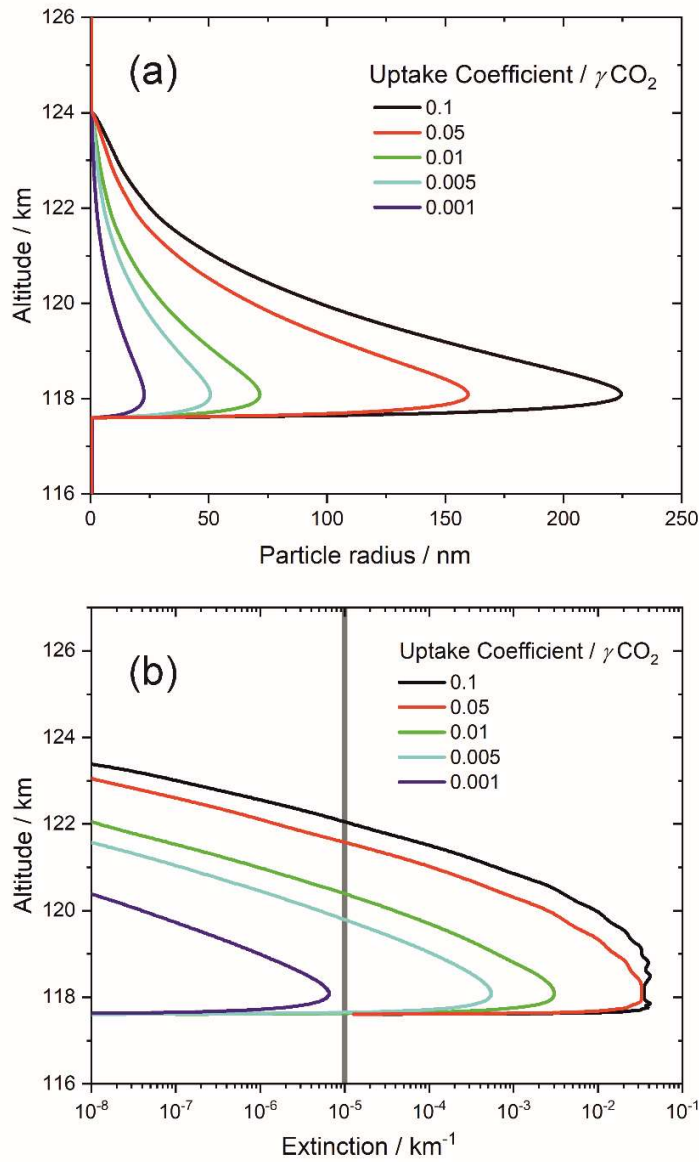 (a)
Uptake Coefficient / γ CO₂
0.1
0.05
0.01
0.005
0.001
126
124
122
120
118
116
Altitude / km
0 50 100 150 200 250
Particle radius / nm
(b)
Uptake Coefficient / γ CO₂
0.1
0.05
0.01
0.005
0.001
126
124
122
120
118
116
Altitude / km
10⁻⁸ 10⁻⁷ 10⁻⁶ 10⁻⁵ 10⁻⁴ 10⁻³ 10⁻² 10⁻¹
Extinction / km⁻¹